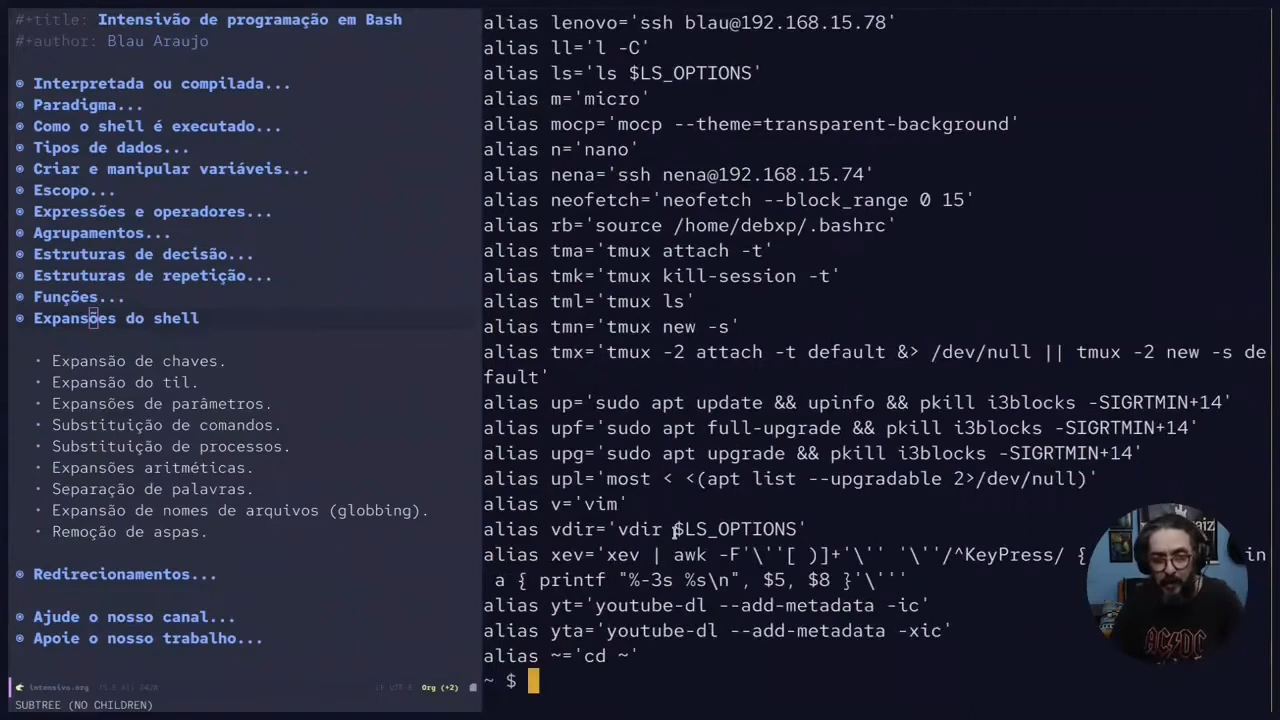 #+title: Intensivão de programação em Bash
#+author: Blau Araujo
Interpretada ou compilada...
Paradigma...
Como o shell é executado...
Tipos de dados...
Criar e manipular variáveis...
Escopo...
Expressões e operadores...
Agrupamentos...
Estruturas de decisão...
Estruturas de repetição...
Funções...
Expansões do shell
• Expansão de chaves.
• Expansão do til.
• Expansões de parâmetros.
• Substituição de comandos.
• Substituição de processos.
• Expansões aritméticas.
• Separação de palavras.
• Expansão de nomes de arquivos (globbing).
• Remoção de aspas.
Redirecionamentos...
Ajude o nosso canal...
Apoie o nosso trabalho...
intensivo.org
Org (+2)
SUBTREE (NO CHILDREN)
alias lenovo='ssh blau@192.168.15.78'
alias ll='l -C'
alias ls='ls $LS_OPTIONS'
alias m='micro'
alias mocp='mocp --theme=transparent-background'
alias n='nano'
alias nena='ssh nena@192.168.15.74'
alias neofetch='neofetch --block_range 0 15'
alias rb='source /home/debxp/.bashrc'
alias tma='tmux attach -t'
alias tmk='tmux kill-session -t'
alias tml='tmux ls'
alias tmn='tmux new -s'
alias tmx='tmux -2 attach -t default &> /dev/null || tmux -2 new -s de
fault'
alias up='sudo apt update && upinfo && pkill i3blocks -SIGRTMIN+14'
alias upf='sudo apt full-upgrade && pkill i3blocks -SIGRTMIN+14'
alias upg='sudo apt upgrade && pkill i3blocks -SIGRTMIN+14'
alias upl='most < <(apt list --upgradable 2>/dev/null)'
alias v='vim'
alias vdir='vdir $LS_OPTIONS'
alias xev='xev | awk -F'\''[ )]+'\'' '\''/^KeyPress/ { in
a { printf "%-3s %s\n", $5, $8 }'\'''
alias yt='youtube-dl --add-metadata -ic'
alias yta='youtube-dl --add-metadata -xic'
alias ~='cd ~'
~ $
AC DC